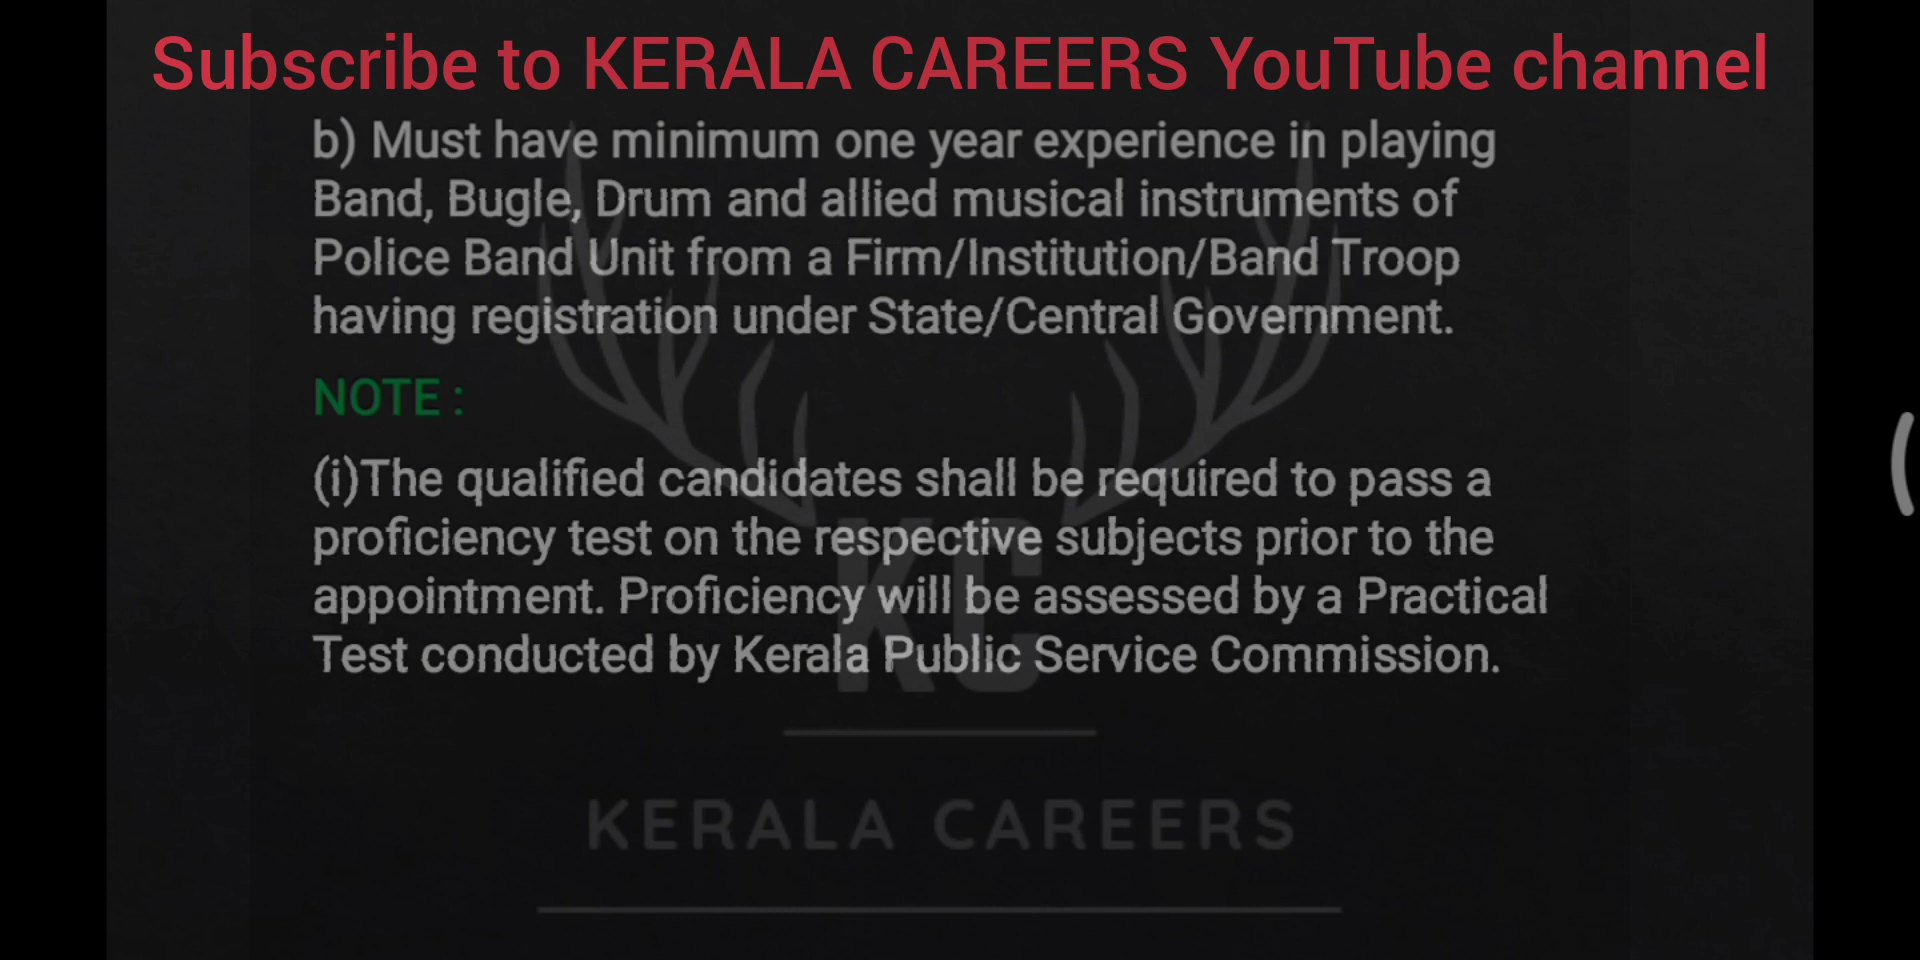 Subscribe to KERALA CAREERS YouTube channel
b) Must have minimum one year experience in playing
Band, Bugle, Drum and allied musical instruments of
Police Band Unit from a Firm/Institution/Band Troop
having registration under State/Central Government.
NOTE :
(i)The qualified candidates shall be required to pass a
proficiency test on the respective subjects prior to the
appointment. Proficiency will be assessed by a Practical
Test conducted by Kerala Public Service Commission.
KC
KERALA CAREERS